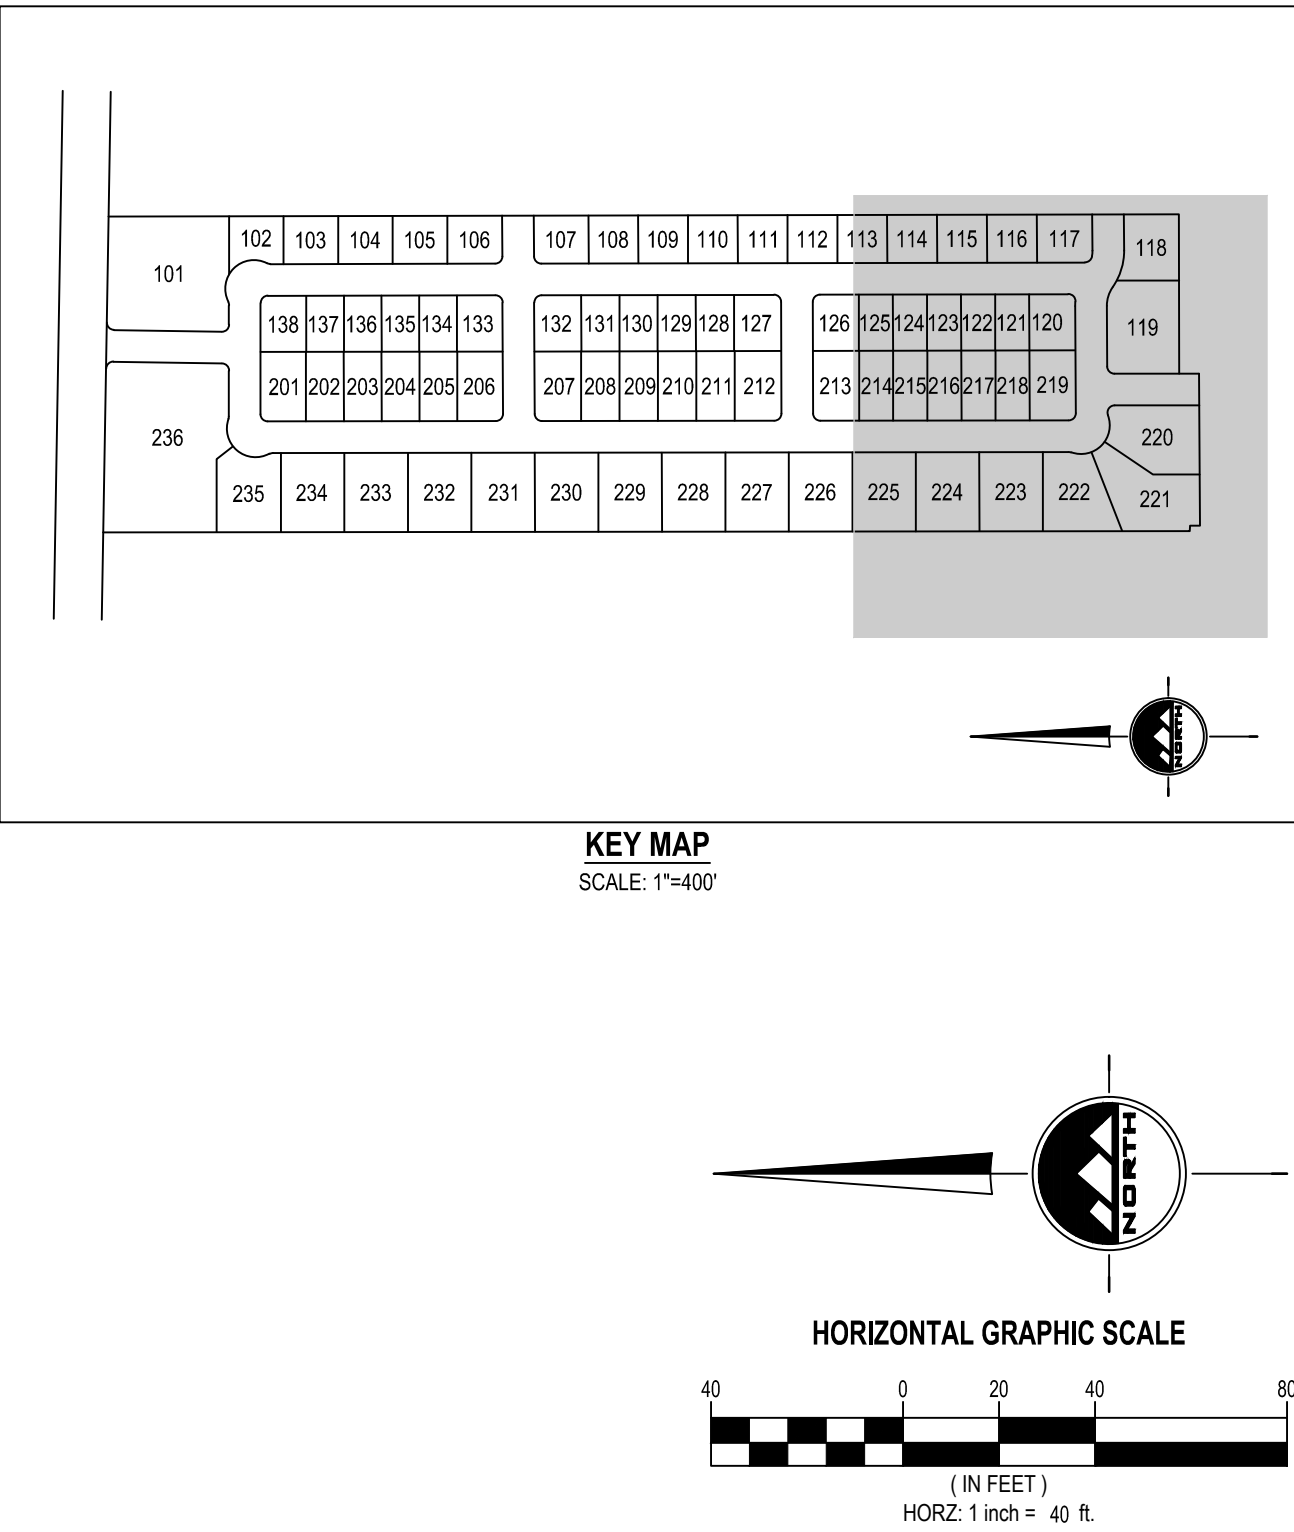 102 103 104 105 106 107 108 109 110 111 112 113 114 115 116 117 118
101
138 137 136 135 134 133 132 131 130 129 128 127 126 125 124 123 122 121 120 119
201 202 203 204 205 206 207 208 209 210 211 212 213 214 215 216 217 218 219
236 220
235 234 233 232 231 230 229 228 227 226 225 224 223 222 221
NORTH
KEY MAP
SCALE: 1"=400'
NORTH
HORIZONTAL GRAPHIC SCALE
40 0 20 40 80
( IN FEET )
HORZ: 1 inch = 40 ft.